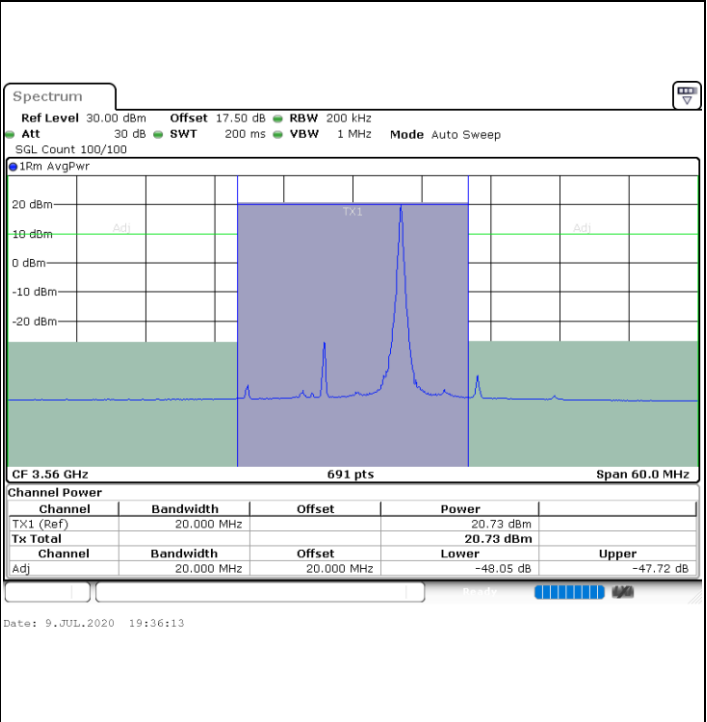 Spectrum
Ref Level 30.00 dBm Offset 17.50 dB RBW 200 kHz
Att 30 dB SWT 200 ms VBW 1 MHz Mode Auto Sweep
SGL Count 100/100
1Rm AvgPwr
TX1
20 dBm
Adj Adj
10 dBm
0 dBm
-10 dBm
-20 dBm
CF 3.56 GHz 691 pts Span 60.0 MHz
Channel Power
Channel Bandwidth Offset Power
TX1 (Ref) 20.000 MHz 20.73 dBm
Tx Total 20.73 dBm
Channel Bandwidth Offset Lower Upper
Adj 20.000 MHz 20.000 MHz -48.05 dB -47.72 dB
Ready
Date: 9.JUL.2020 19:36:13